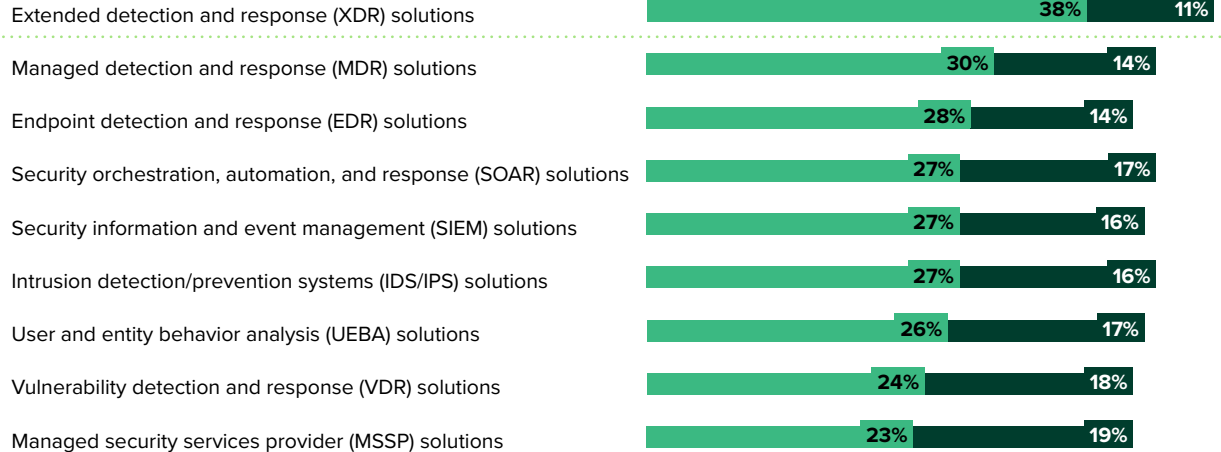 Extended detection and response (XDR) solutions 38% 11%
Managed detection and response (MDR) solutions 30% 14%
Endpoint detection and response (EDR) solutions 28% 14%
Security orchestration, automation, and response (SOAR) solutions 27% 17%
Security information and event management (SIEM) solutions 27% 16%
Intrusion detection/prevention systems (IDS/IPS) solutions 27% 16%
User and entity behavior analysis (UEBA) solutions 26% 17%
Vulnerability detection and response (VDR) solutions 24% 18%
Managed security services provider (MSSP) solutions 23% 19%